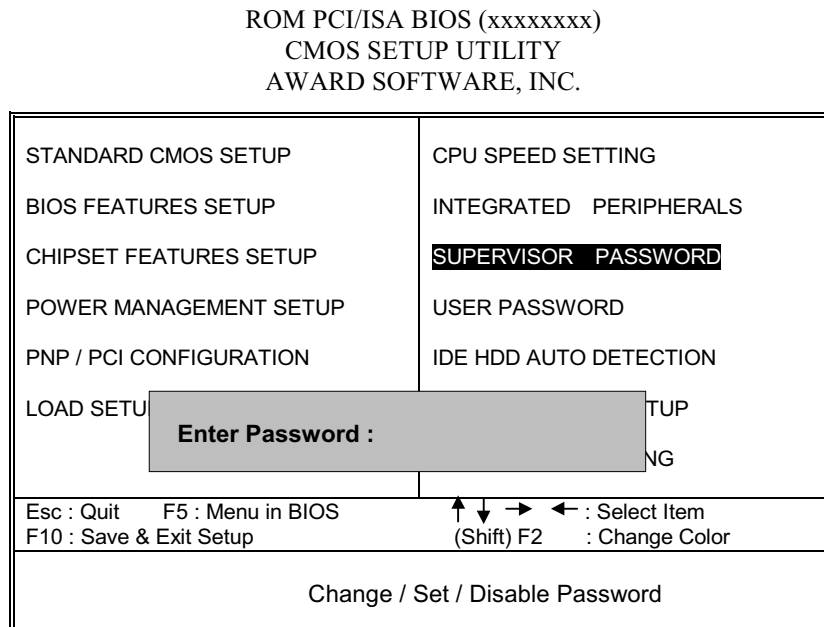 ROM PCI/ISA BIOS (xxxxxxxx)
CMOS SETUP UTILITY
AWARD SOFTWARE, INC.
STANDARD CMOS SETUP
BIOS FEATURES SETUP
CHIPSET FEATURES SETUP
POWER MANAGEMENT SETUP
PNP / PCI CONFIGURATION
LOAD SETU
CPU SPEED SETTING
INTEGRATED PERIPHERALS
SUPERVISOR PASSWORD
USER PASSWORD
IDE HDD AUTO DETECTION
TUP
NG
Enter Password :
Esc : Quit F5 : Menu in BIOS ↑ ↓ → ← : Select Item
F10 : Save & Exit Setup (Shift) F2 : Change Color
Change / Set / Disable Password